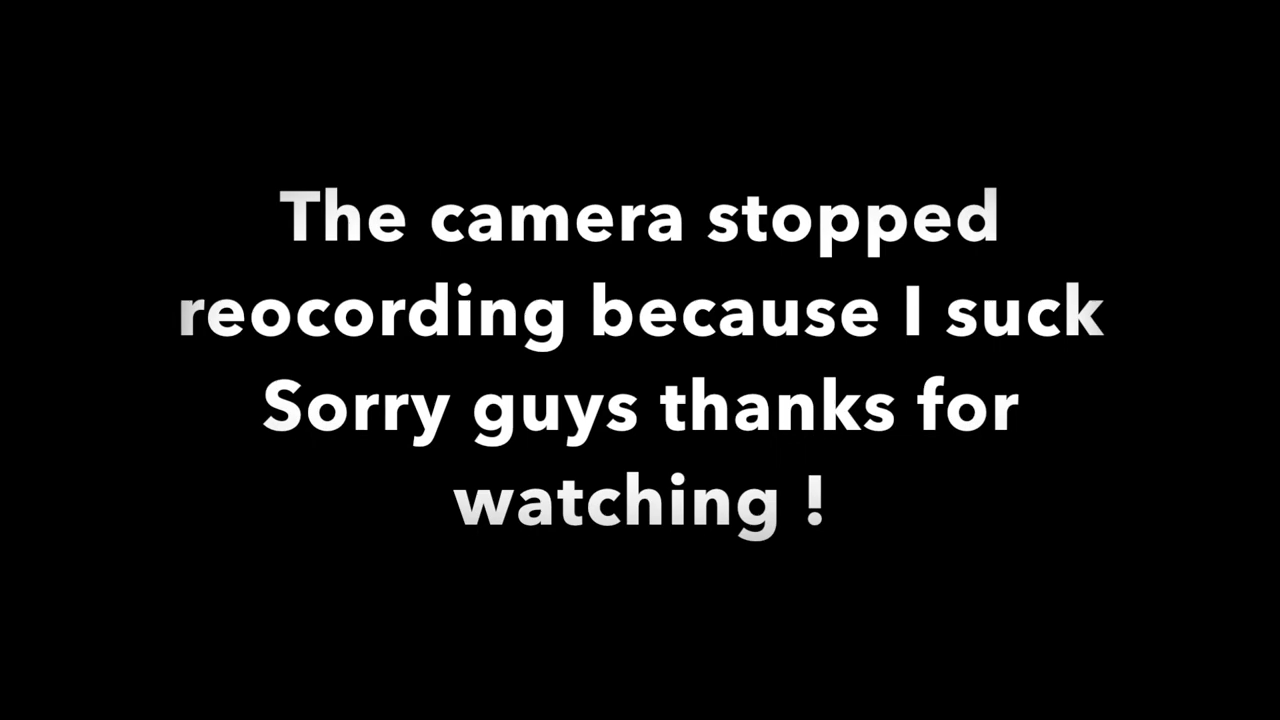 The camera stopped
reocording because I suck
Sorry guys thanks for
watching !